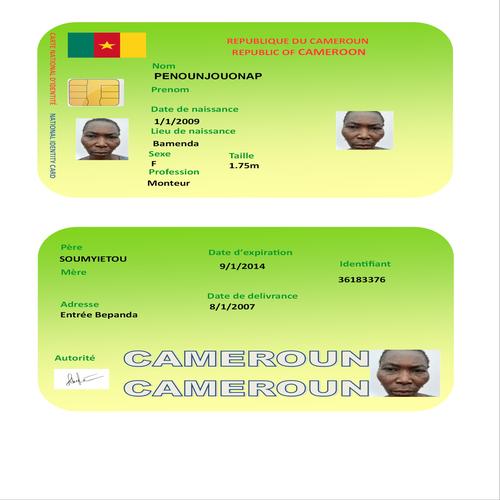 CARTE NATIONAL D'IDENTITÉ
NATIONAL IDENTITY CARD
REPUBLIQUE DU CAMEROUN
REPUBLIC OF CAMEROON
Nom
PENOUNJOUONAP
Prenom
Date de naissance
1/1/2009
Lieu de naissance
Bamenda
Sexe Taille
F 1.75m
Profession
Monteur
Père
SOUMYIETOU
Mère
Date d'expiration
9/1/2014
Identifiant
36183376
Adresse
Entrée Bepanda
Date de delivrance
8/1/2007
Autorité
CAMEROUN
CAMEROUN